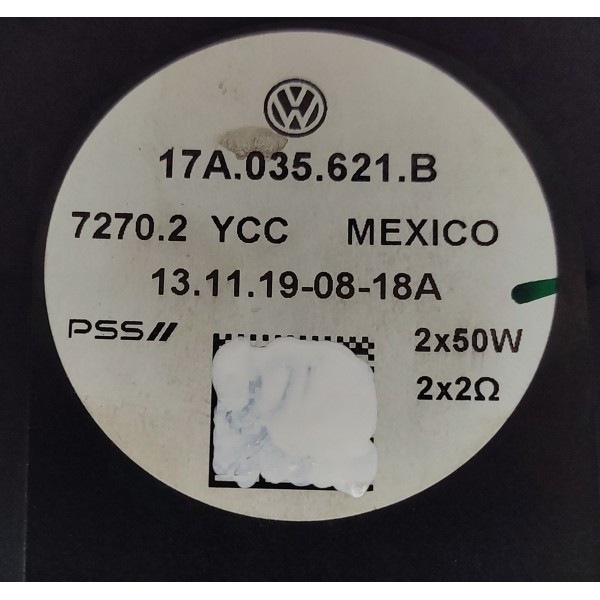 17A.035.621.B
7270.2 YCC MEXICO
13.11.19-08-18A
PSS// 2x50W
2x2Ω